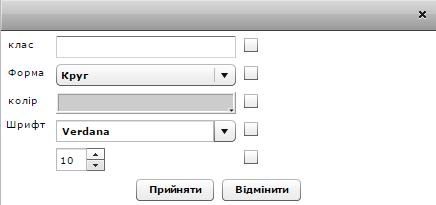 клас
Форма Круг
колір
Шрифт Verdana
10
Прийняти Відмінити